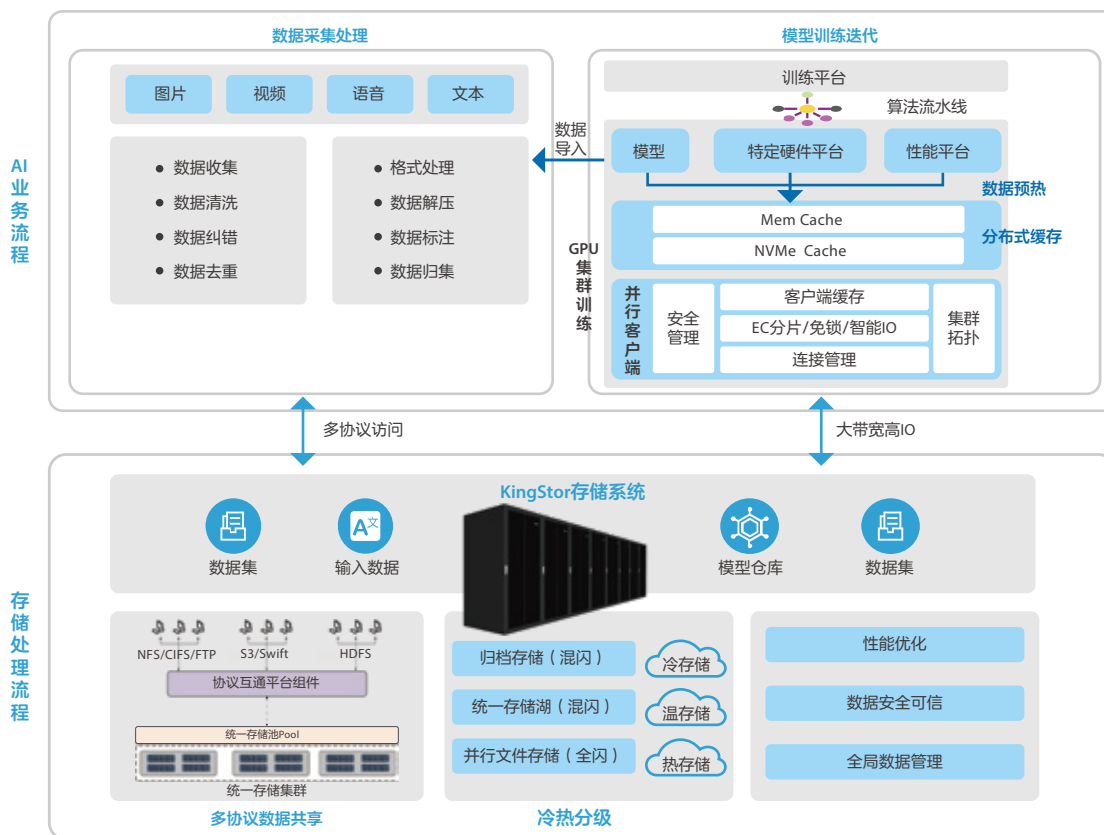 数据采集处理
图片
视频
语音
文本
数据收集
数据清洗
数据纠错
数据去重
格式处理
数据解压
数据标注
数据归集
AI
业
务
流
程
数据
导入
模型训练迭代
训练平台
算法流水线
模型
特定硬件平台
性能平台
数据预热
Mem Cache
NVMe Cache
分布式缓存
GPU
集
群
训
练
并
行
客
户
端
安全
管理
客户端缓存
EC分片/免锁/智能IO
连接管理
集群
拓扑
多协议访问
大带宽高IO
存
储
处
理
流
程
KingStor存储系统
数据集
A文
输入数据
模型仓库
数据集
NFS/CIFS/FTP
S3/Swift
HDFS
协议互通平台组件
统一存储池Pool
统一存储集群
多协议数据共享
归档存储（混闪）
冷存储
统一存储湖（混闪）
温存储
并行文件存储（全闪）
热存储
冷热分级
性能优化
数据安全可信
全局数据管理